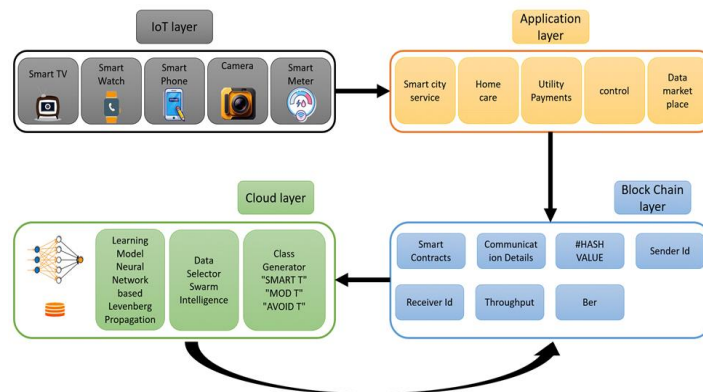 IoT layer
Smart TV
Smart
Watch
Smart
Phone
Camera
Smart
Meter
Application
layer
Smart city
service
Home
care
Utility
Payments
control
Data
market
place
Cloud layer
Learning
Model
Neural
Network
based
Levenberg
Propagation
Data
Selector
Swarm
Intelligence
Class
Generator
"SMART T"
"MOD T"
"AVOID T"
Block Chain
layer
Smart
Contracts
Communicat
ion Details
#HASH
VALUE
Sender Id
Receiver Id
Throughput
Ber